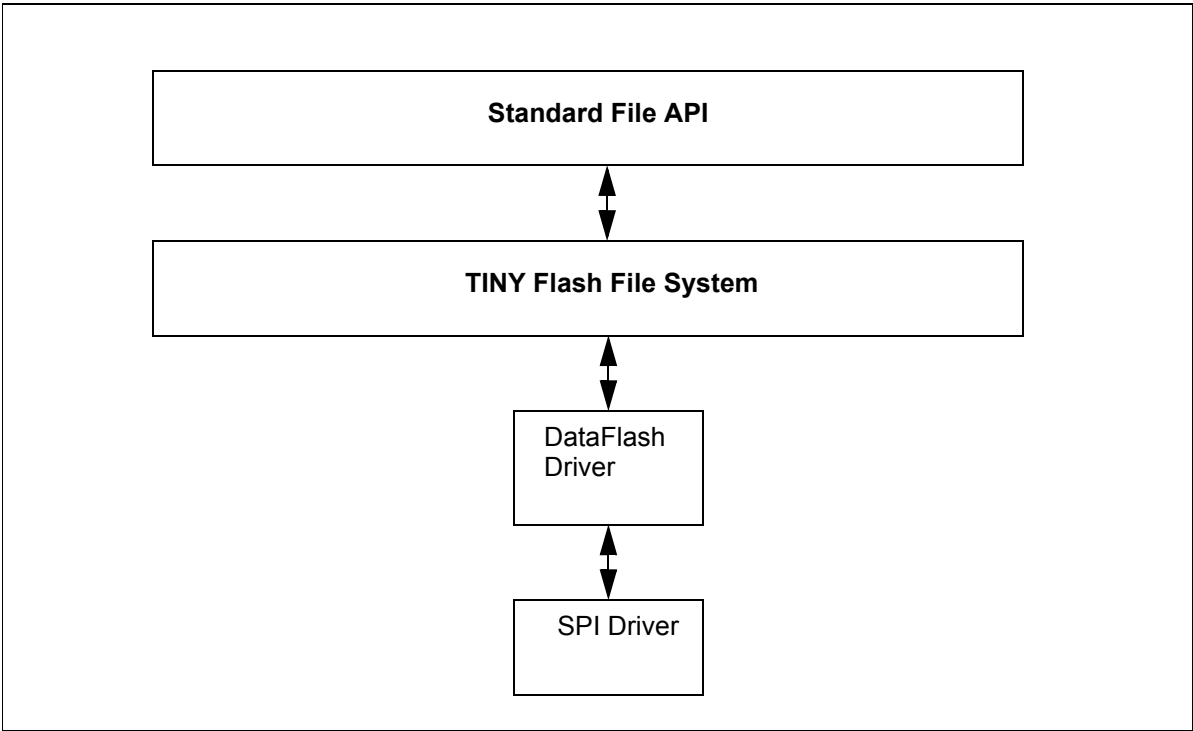 Standard File API
TINY Flash File System
DataFlash
Driver
SPI Driver